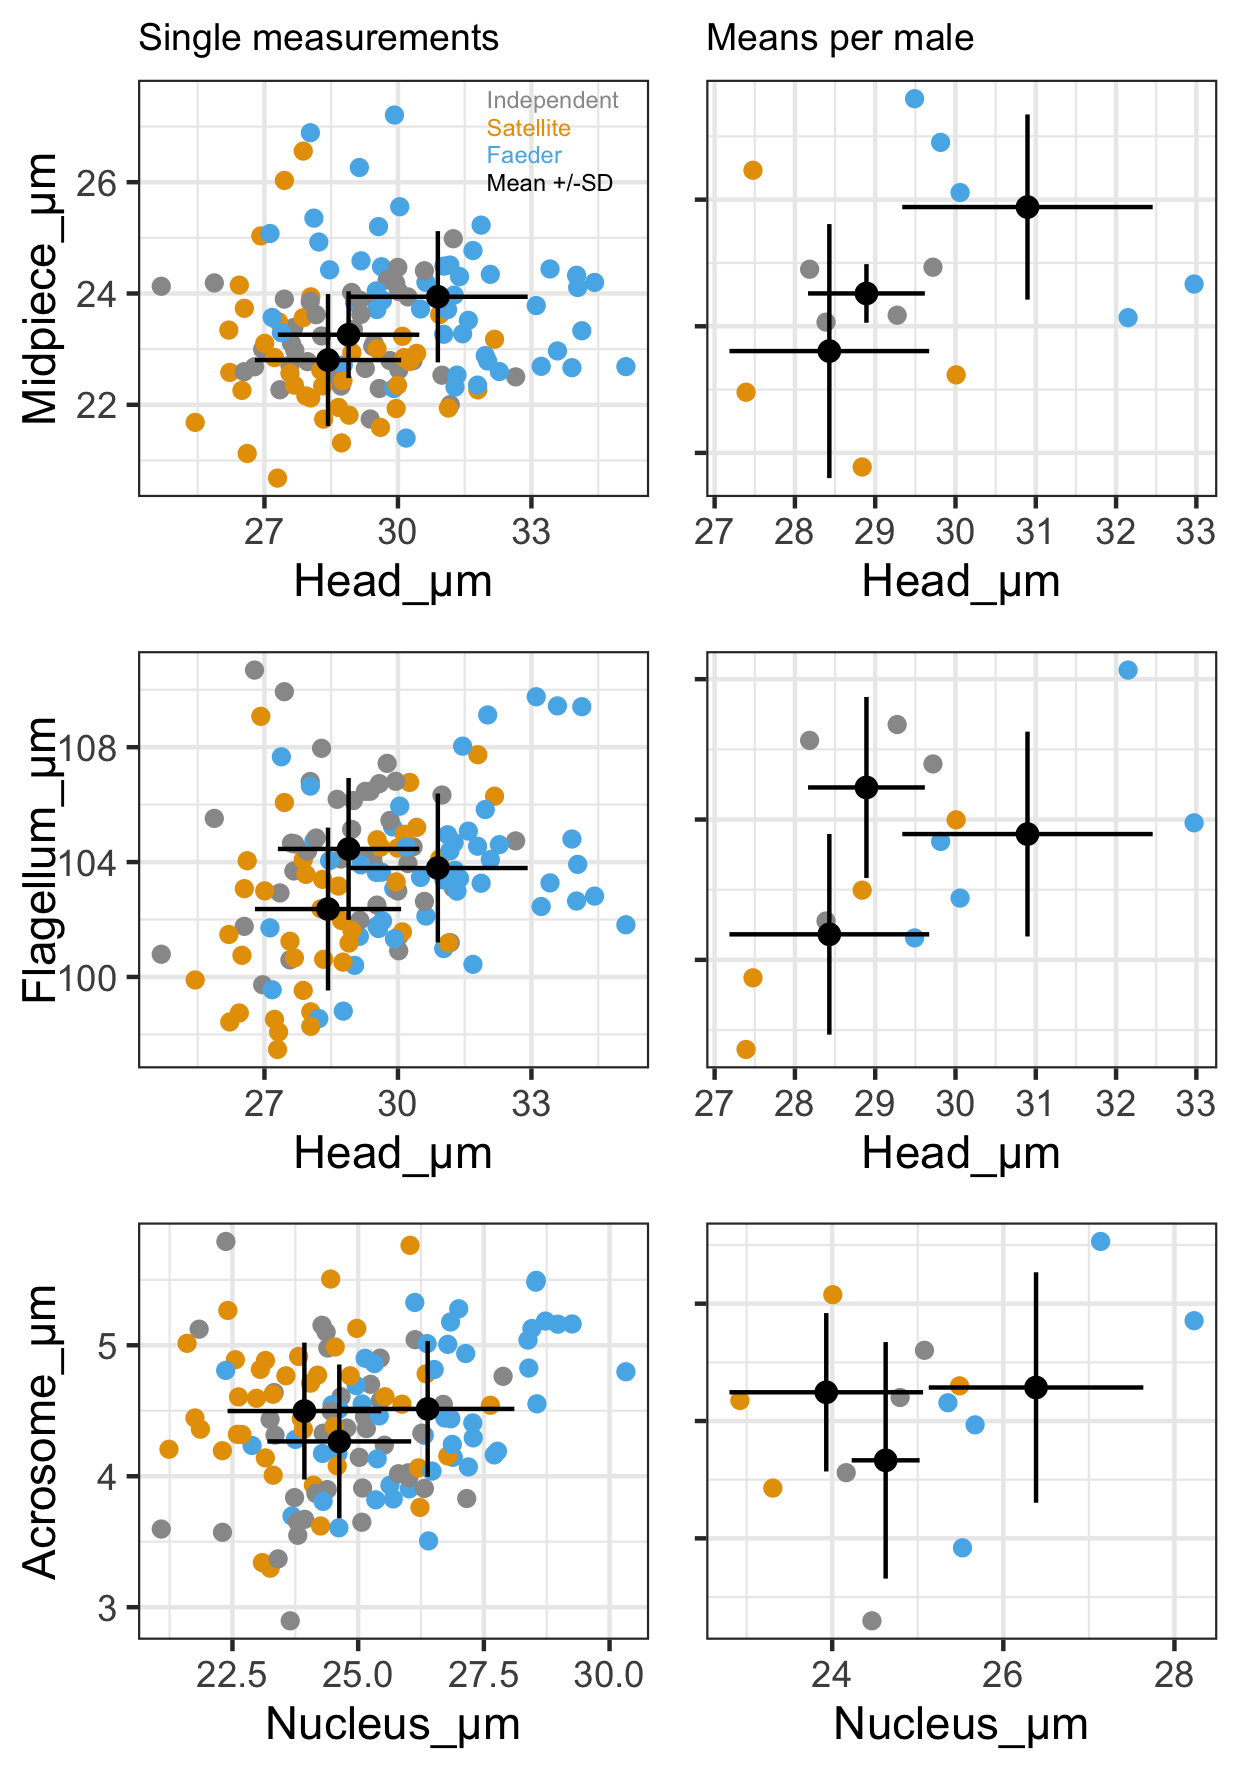 Single measurements
Means per male
Independent
Satellite
Faeder
Mean +/-SD
Midpiece_µm
26
24
22
27 30 33
Head_µm
27 28 29 30 31 32 33
Head_µm
Flagellum_µm
108
104
100
27 30 33
Head_µm
27 28 29 30 31 32 33
Head_µm
Acrosome_µm
5
4
3
22.5 25.0 27.5 30.0
Nucleus_µm
24 26 28
Nucleus_µm